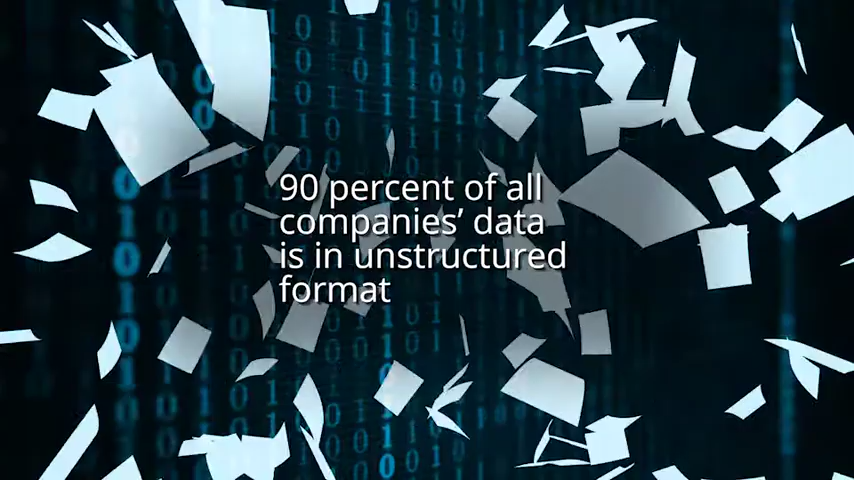 90 percent of all
companies’ data
is in unstructured
format